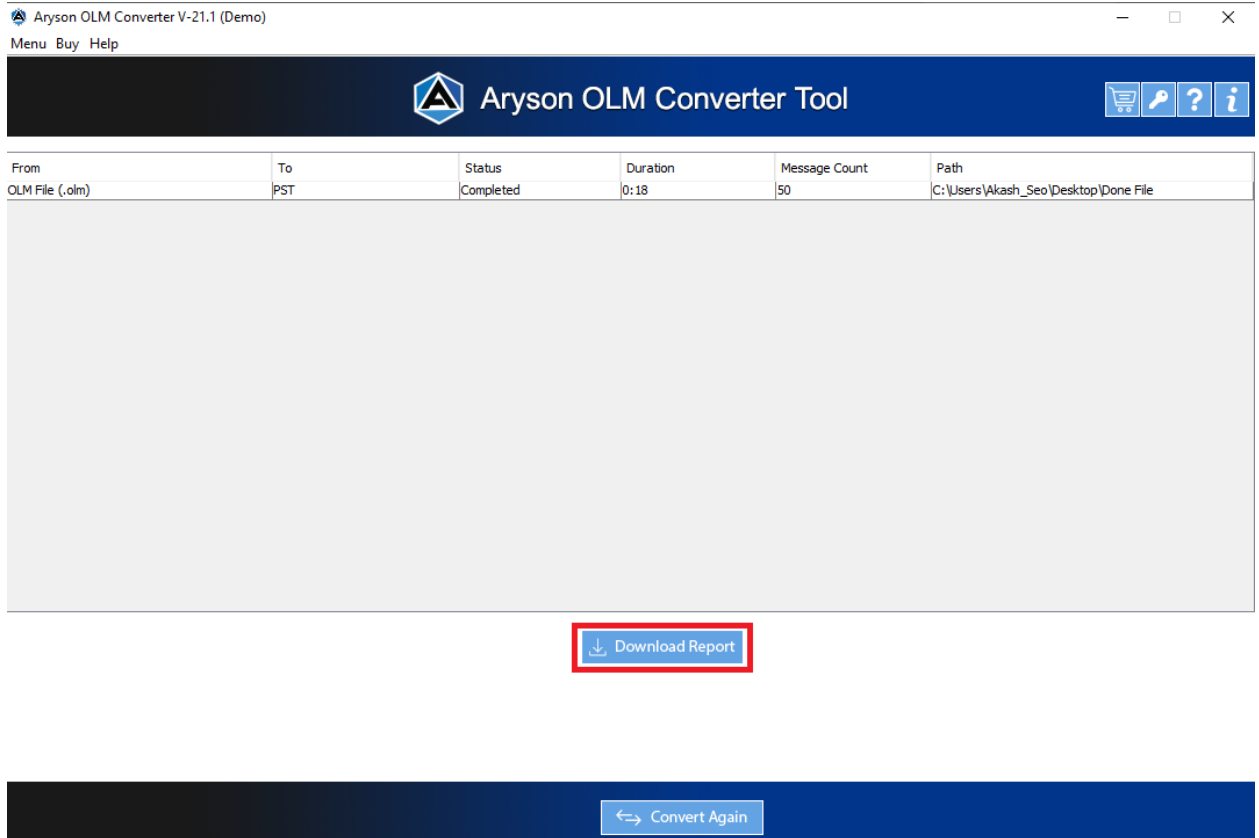 Aryson OLM Converter V-21.1 (Demo)
Menu Buy Help
Aryson OLM Converter Tool
From To Status Duration Message Count Path
OLM File (.olm) PST Completed 0:18 50 C:\Users\Akash_Seo\Desktop\Done File
Download Report
Convert Again